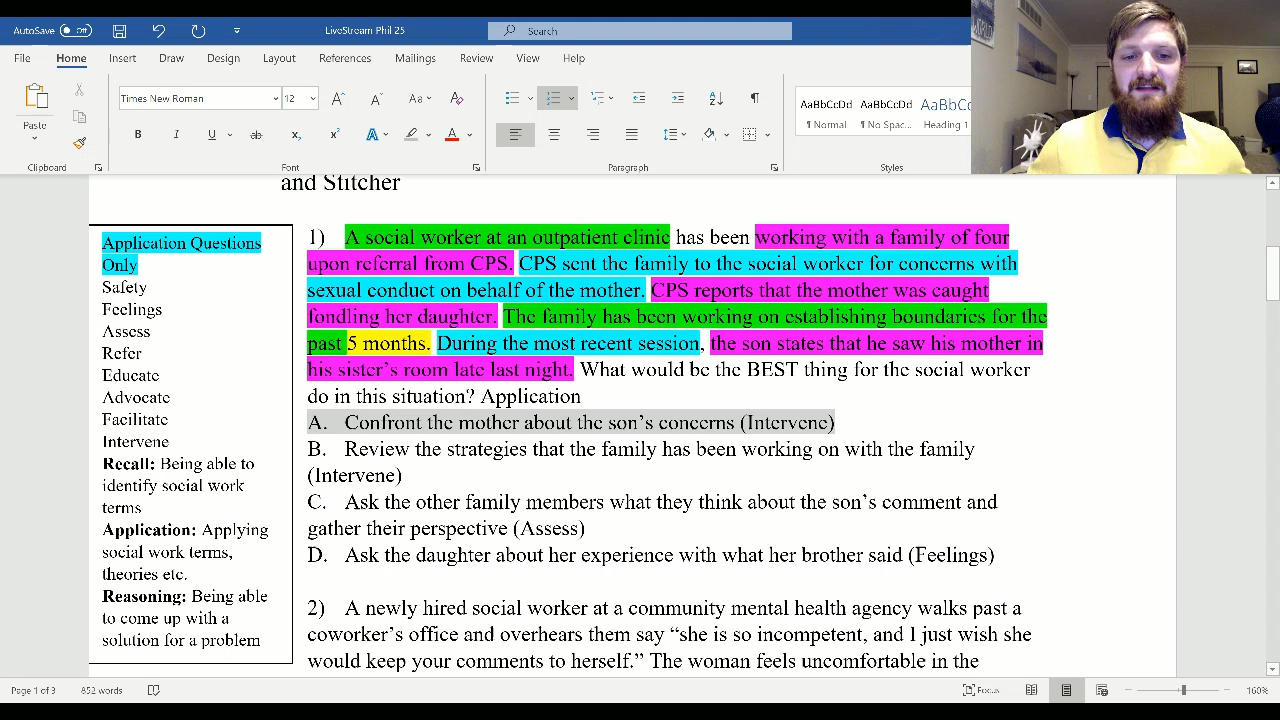 AutoSave Off LiveStream Phil 25 Search
File Home Insert Draw Design Layout References Mailings Review View Help
Times New Roman 12 Aa
Paste B I U ab x2 x2 A A
AaBbCcDd AaBbCcDd AaBbCc
¶ Normal ¶ No Spac... Heading 1
Clipboard Font Paragraph Styles
and Stitcher
Application Questions
Only
Safety
Feelings
Assess
Refer
Educate
Advocate
Facilitate
Intervene
Recall: Being able to
identify social work
terms
Application: Applying
social work terms,
theories etc.
Reasoning: Being able
to come up with a
solution for a problem
1) A social worker at an outpatient clinic has been working with a family of four
upon referral from CPS. CPS sent the family to the social worker for concerns with
sexual conduct on behalf of the mother. CPS reports that the mother was caught
fondling her daughter. The family has been working on establishing boundaries for the
past 5 months. During the most recent session, the son states that he saw his mother in
his sister's room late last night. What would be the BEST thing for the social worker
do in this situation? Application
A. Confront the mother about the son's concerns (Intervene)
B. Review the strategies that the family has been working on with the family
(Intervene)
C. Ask the other family members what they think about the son's comment and
gather their perspective (Assess)
D. Ask the daughter about her experience with what her brother said (Feelings)
2) A newly hired social worker at a community mental health agency walks past a
coworker's office and overhears them say "she is so incompetent, and I just wish she
would keep your comments to herself." The woman feels uncomfortable in the
Page 1 of 3 852 words Focus 160%